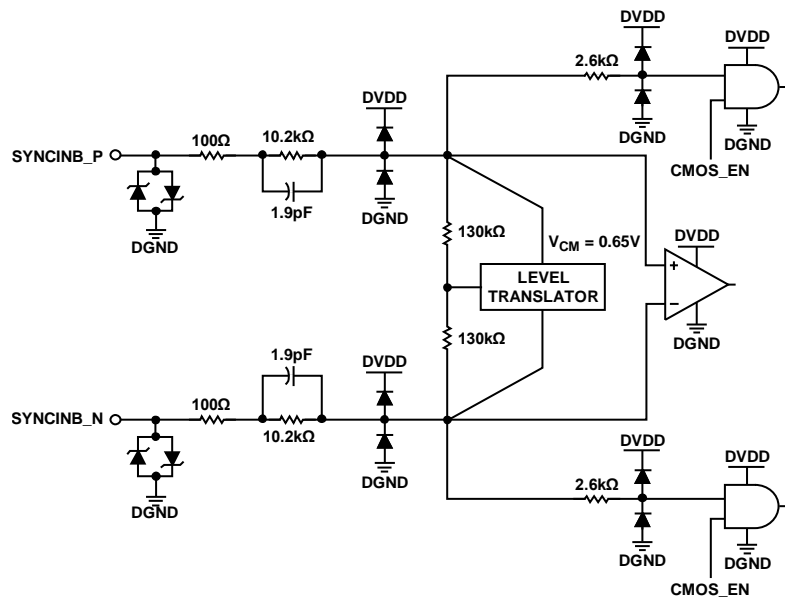 DVDD
2.6kΩ
DVDD
DVDD
DGND
DGND
100Ω
10.2kΩ
SYNCINB_P
CMOS_EN
1.9pF
DGND
DGND
130kΩ
VCM = 0.65V
DVDD
LEVEL
TRANSLATOR
+
−
130kΩ
1.9pF
DVDD
DGND
100Ω
SYNCINB_N
10.2kΩ
DVDD
DVDD
2.6kΩ
DGND
DGND
DGND
DGND
CMOS_EN